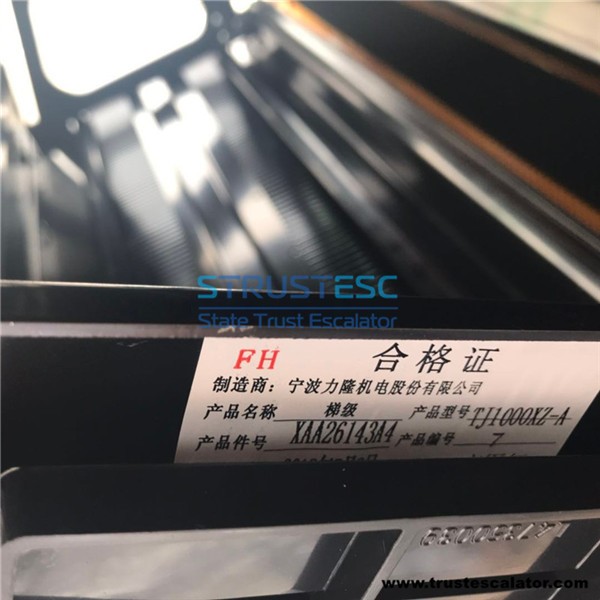 STRUSTESC
State Trust Escalator
FH 合格证
制造商：宁波力隆机电股份有限公司
产品名称 梯级 产品型号 TJ1000XZ-A
产品件号 XAA26143A4 产品编号 7
www.trustescalator.com